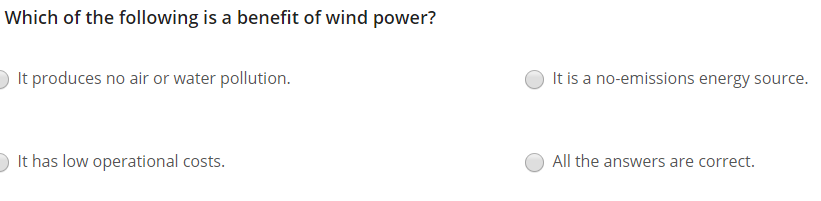 Which of the following is a benefit of wind power?
It produces no air or water pollution.
It is a no-emissions energy source.
It has low operational costs.
All the answers are correct.